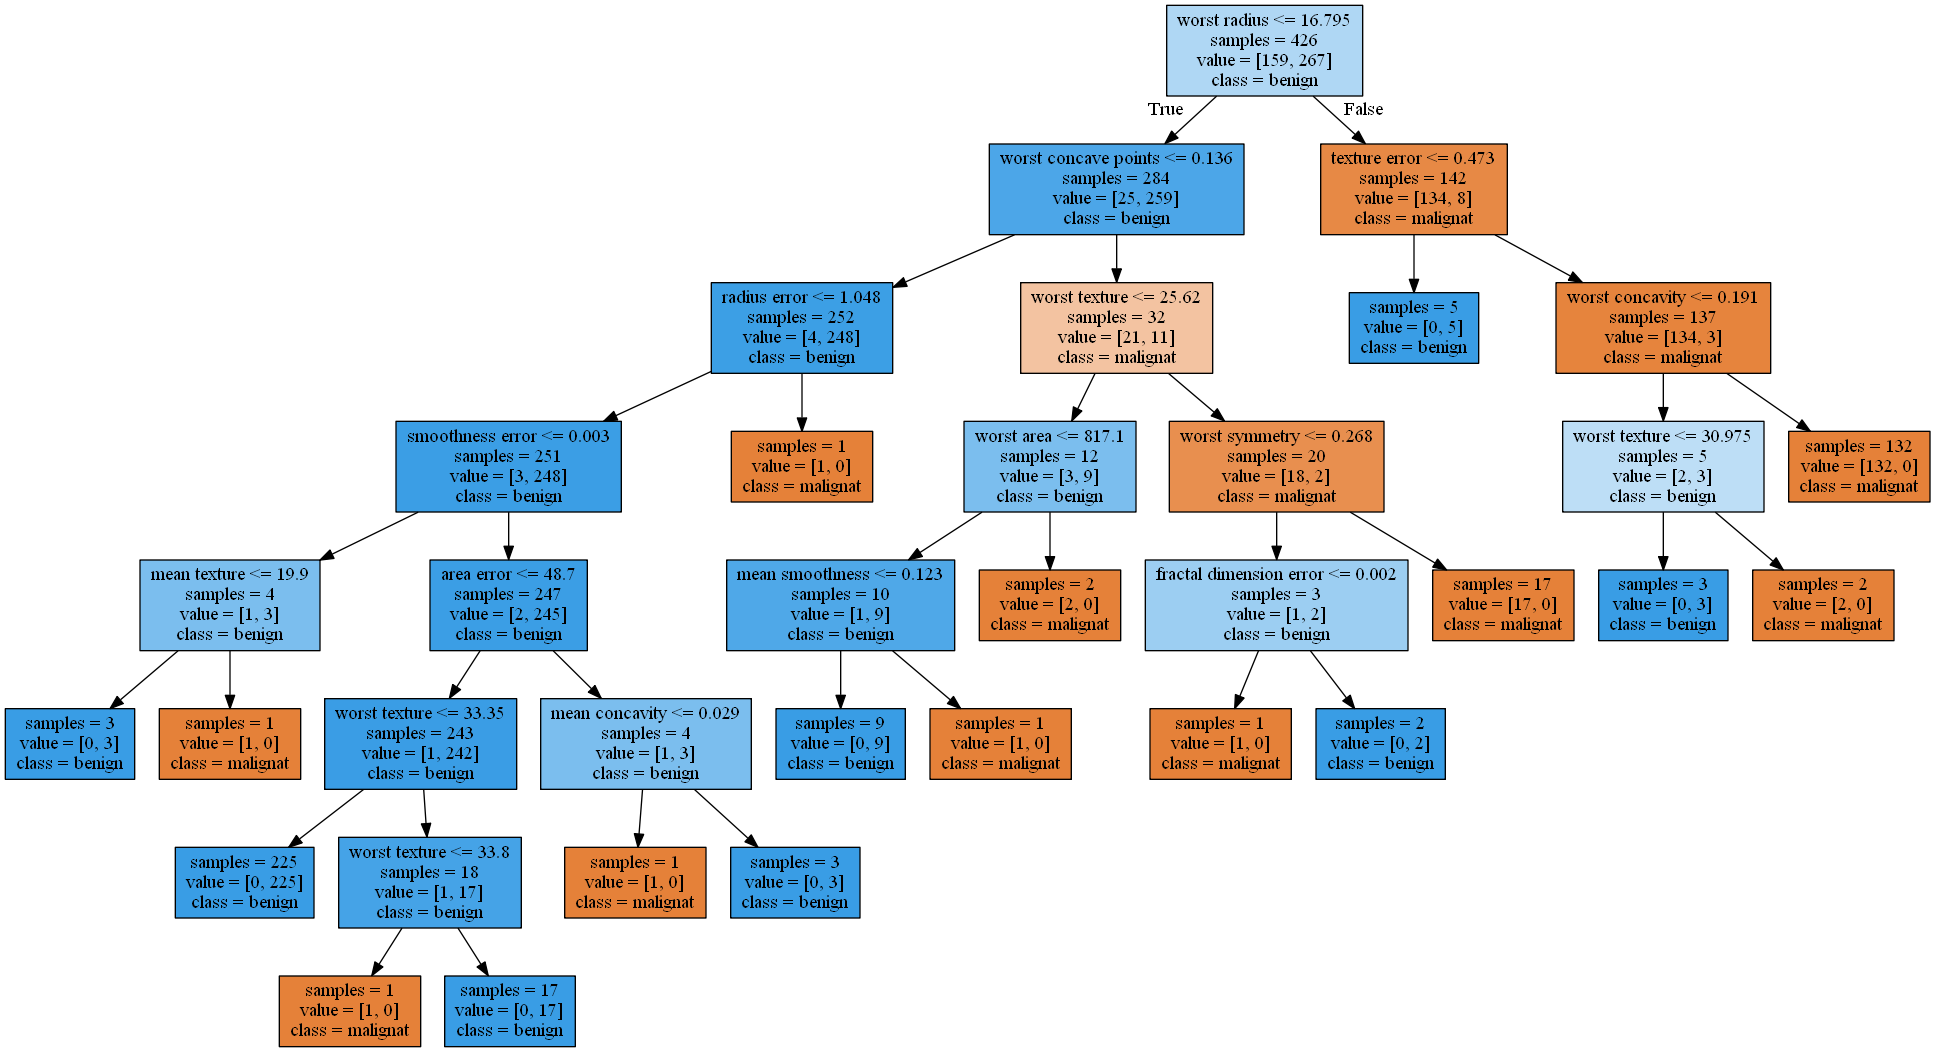 worst radius <= 16.795
samples = 426
value = [159, 267]
class = benign
True
False
worst concave points <= 0.136
samples = 284
value = [25, 259]
class = benign
texture error <= 0.473
samples = 142
value = [134, 8]
class = malignat
radius error <= 1.048
samples = 252
value = [4, 248]
class = benign
worst texture <= 25.62
samples = 32
value = [21, 11]
class = malignat
samples = 5
value = [0, 5]
class = benign
worst concavity <= 0.191
samples = 137
value = [134, 3]
class = malignat
smoothness error <= 0.003
samples = 251
value = [3, 248]
class = benign
samples = 1
value = [1, 0]
class = malignat
worst area <= 817.1
samples = 12
value = [3, 9]
class = benign
worst symmetry <= 0.268
samples = 20
value = [18, 2]
class = malignat
worst texture <= 30.975
samples = 5
value = [2, 3]
class = benign
samples = 132
value = [132, 0]
class = malignat
mean texture <= 19.9
samples = 4
value = [1, 3]
class = benign
area error <= 48.7
samples = 247
value = [2, 245]
class = benign
mean smoothness <= 0.123
samples = 10
value = [1, 9]
class = benign
samples = 2
value = [2, 0]
class = malignat
fractal dimension error <= 0.002
samples = 3
value = [1, 2]
class = benign
samples = 17
value = [17, 0]
class = malignat
samples = 3
value = [0, 3]
class = benign
samples = 2
value = [2, 0]
class = malignat
samples = 3
value = [0, 3]
class = benign
samples = 1
value = [1, 0]
class = malignat
worst texture <= 33.35
samples = 243
value = [1, 242]
class = benign
mean concavity <= 0.029
samples = 4
value = [1, 3]
class = benign
samples = 9
value = [0, 9]
class = benign
samples = 1
value = [1, 0]
class = malignat
samples = 1
value = [1, 0]
class = malignat
samples = 2
value = [0, 2]
class = benign
samples = 225
value = [0, 225]
class = benign
worst texture <= 33.8
samples = 18
value = [1, 17]
class = benign
samples = 1
value = [1, 0]
class = malignat
samples = 3
value = [0, 3]
class = benign
samples = 1
value = [1, 0]
class = malignat
samples = 17
value = [0, 17]
class = benign